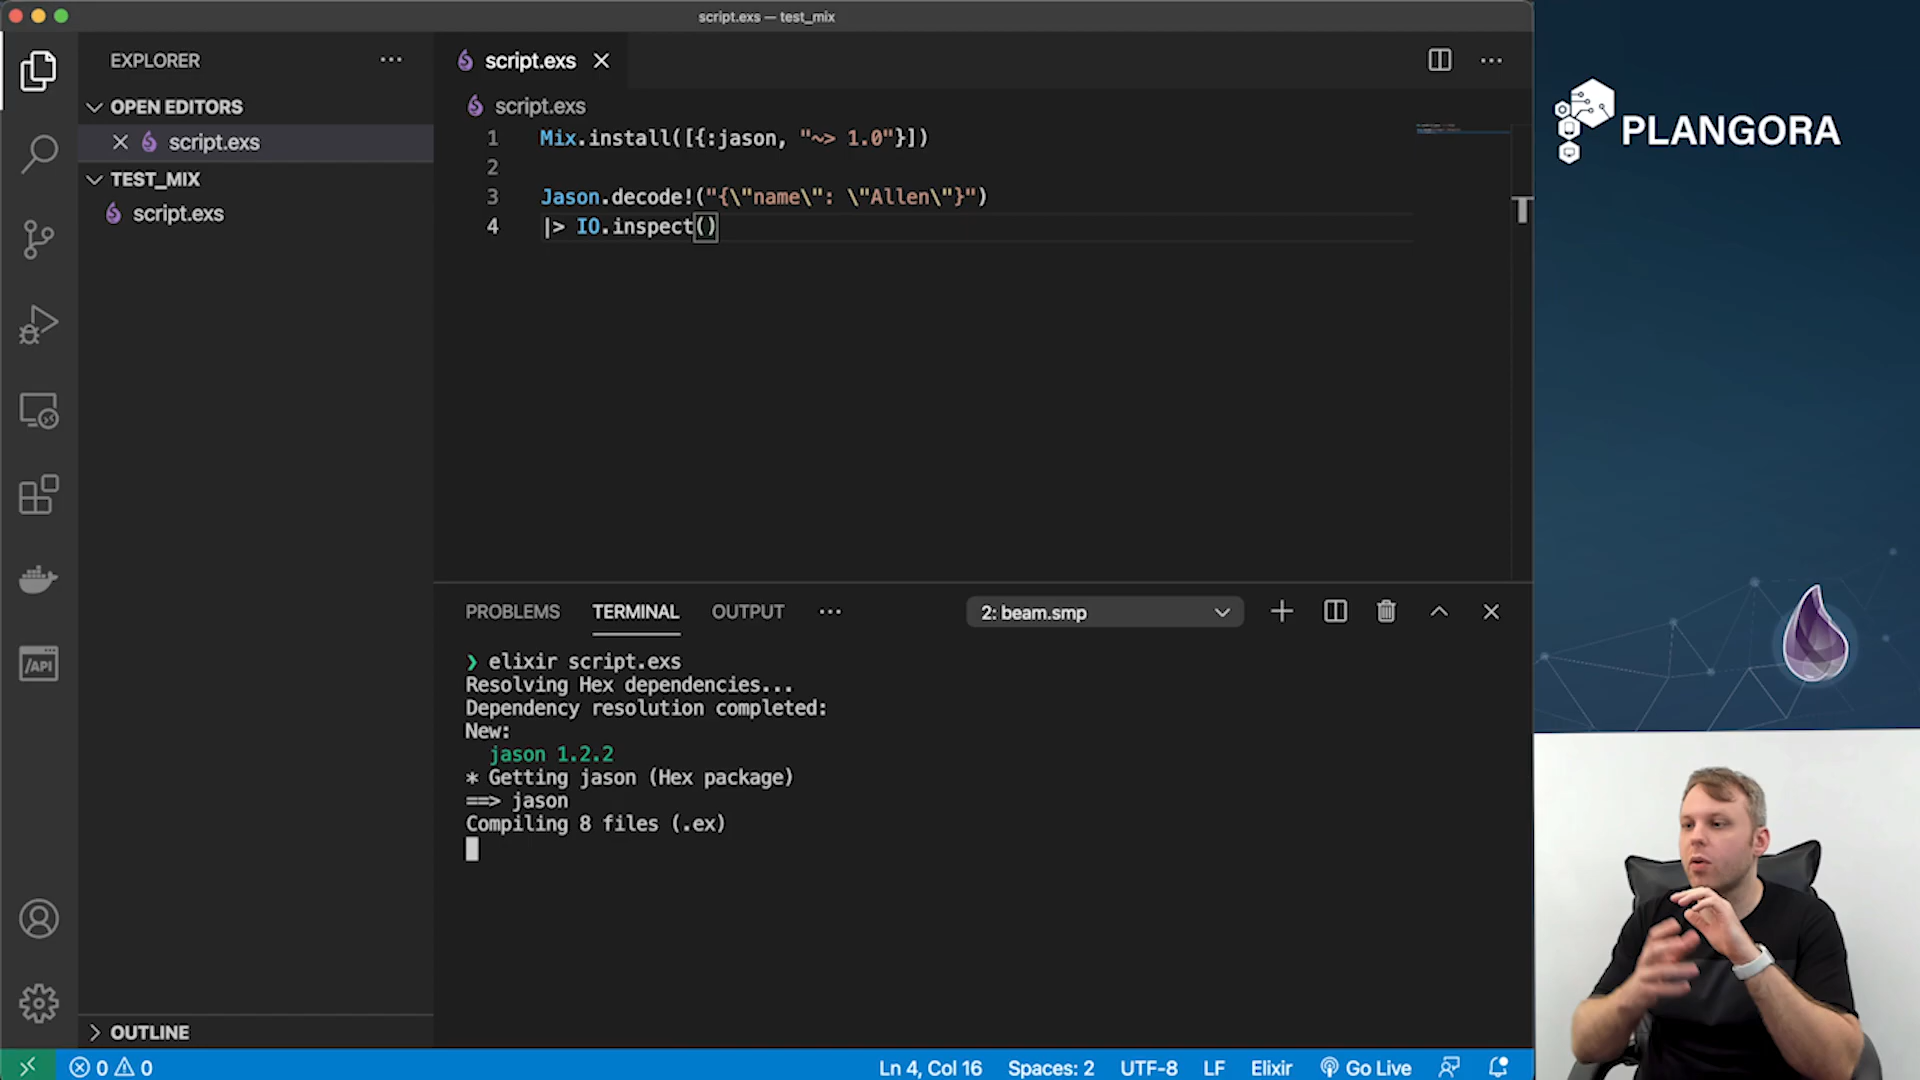 script.exs — test_mix
EXPLORER
OPEN EDITORS
script.exs
TEST_MIX
script.exs
OUTLINE
script.exs
script.exs
1 Mix.install([{:jason, "~> 1.0"}])
2
3 Jason.decode!("{\"name\": \"Allen\"}")
4 |> IO.inspect()
PROBLEMS TERMINAL OUTPUT
2: beam.smp
❯ elixir script.exs
Resolving Hex dependencies...
Dependency resolution completed:
New:
jason 1.2.2
* Getting jason (Hex package)
==> jason
Compiling 8 files (.ex)
/API
0 0
Ln 4, Col 16 Spaces: 2 UTF-8 LF Elixir Go Live
PLANGORA